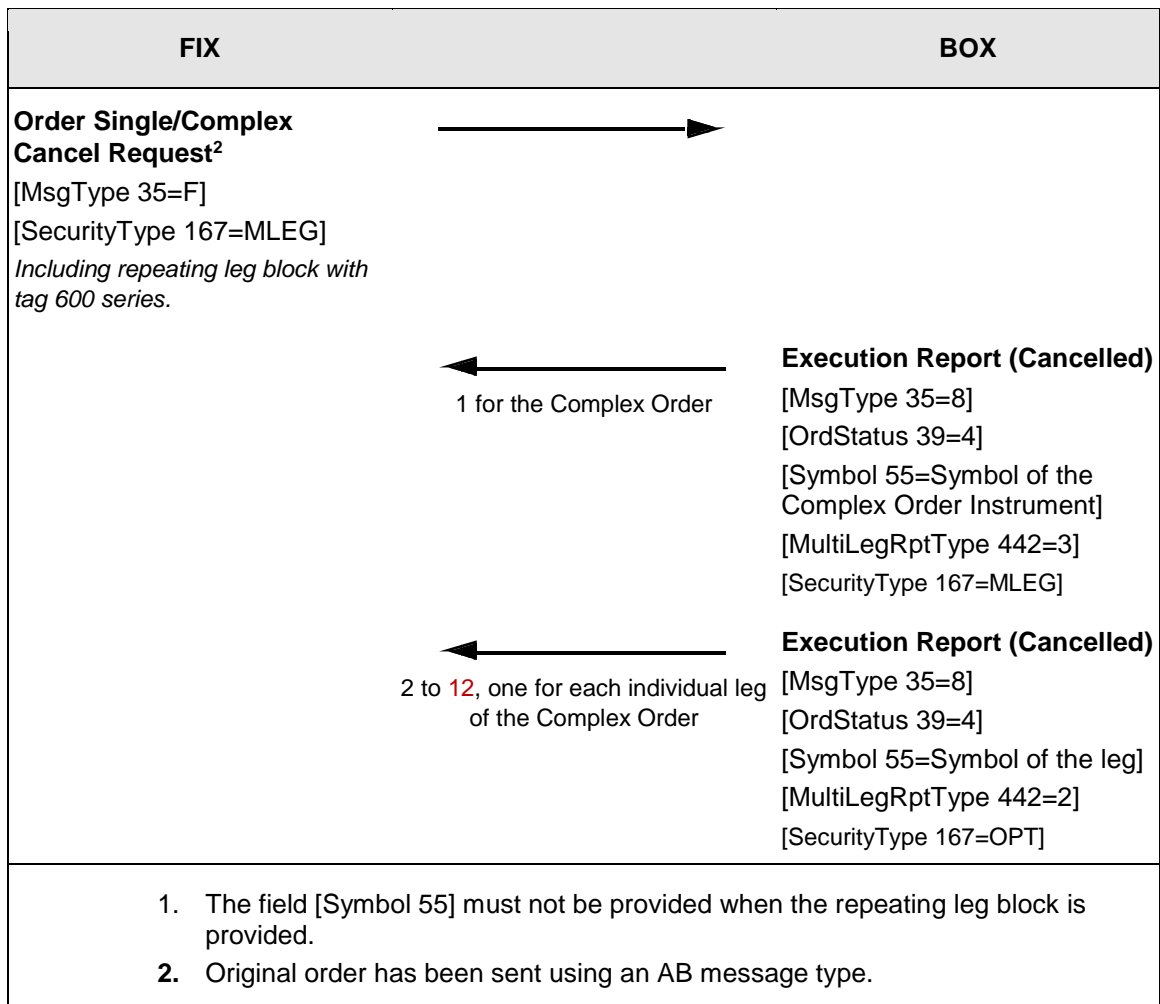 FIX
BOX
Order Single/Complex
Cancel Request2
[MsgType 35=F]
[SecurityType 167=MLEG]
Including repeating leg block with
tag 600 series.
1 for the Complex Order
Execution Report (Cancelled)
[MsgType 35=8]
[OrdStatus 39=4]
[Symbol 55=Symbol of the
Complex Order Instrument]
[MultiLegRptType 442=3]
[SecurityType 167=MLEG]
2 to 12, one for each individual leg
of the Complex Order
Execution Report (Cancelled)
[MsgType 35=8]
[OrdStatus 39=4]
[Symbol 55=Symbol of the leg]
[MultiLegRptType 442=2]
[SecurityType 167=OPT]
1. The field [Symbol 55] must not be provided when the repeating leg block is
provided.
2. Original order has been sent using an AB message type.